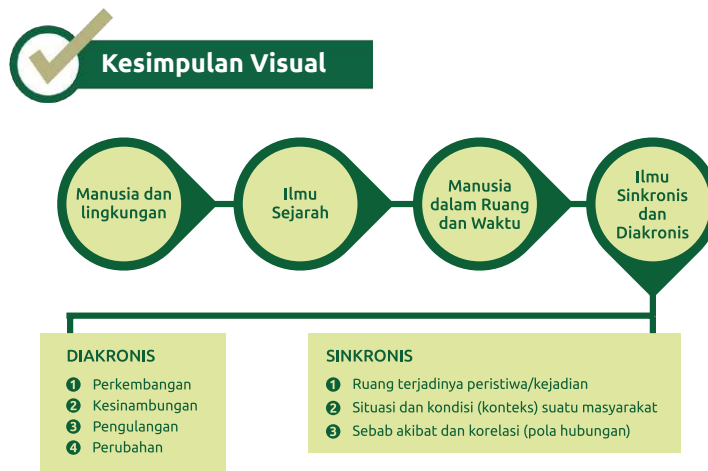 Kesimpulan Visual
Manusia dan
lingkungan
Ilmu
Sejarah
Manusia
dalam Ruang
dan Waktu
Ilmu
Sinkronis
dan
Diakronis
DIAKRONIS
1 Perkembangan
2 Kesinambungan
3 Pengulangan
4 Perubahan
SINKRONIS
1 Ruang terjadinya peristiwa/kejadian
2 Situasi dan kondisi (konteks) suatu masyarakat
3 Sebab akibat dan korelasi (pola hubungan)